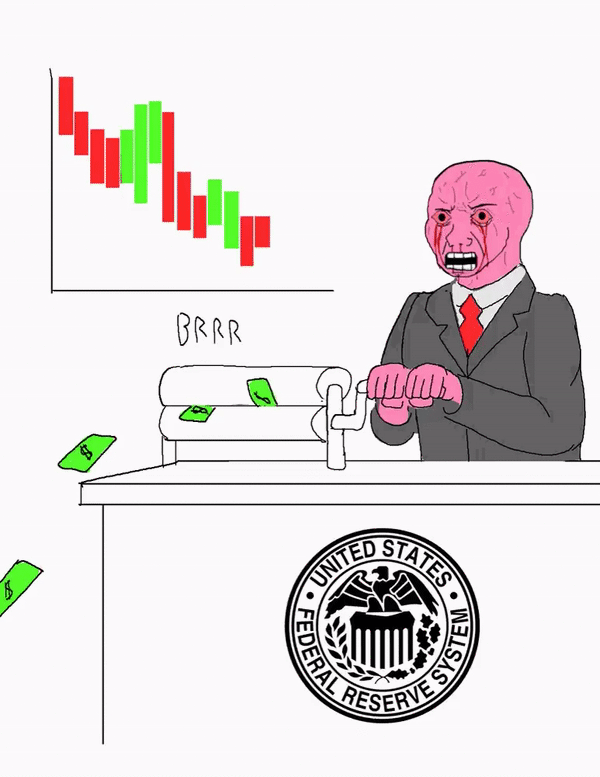 BRRR
$
$
UNITED STATES
FEDERAL RESERVE SYSTEM